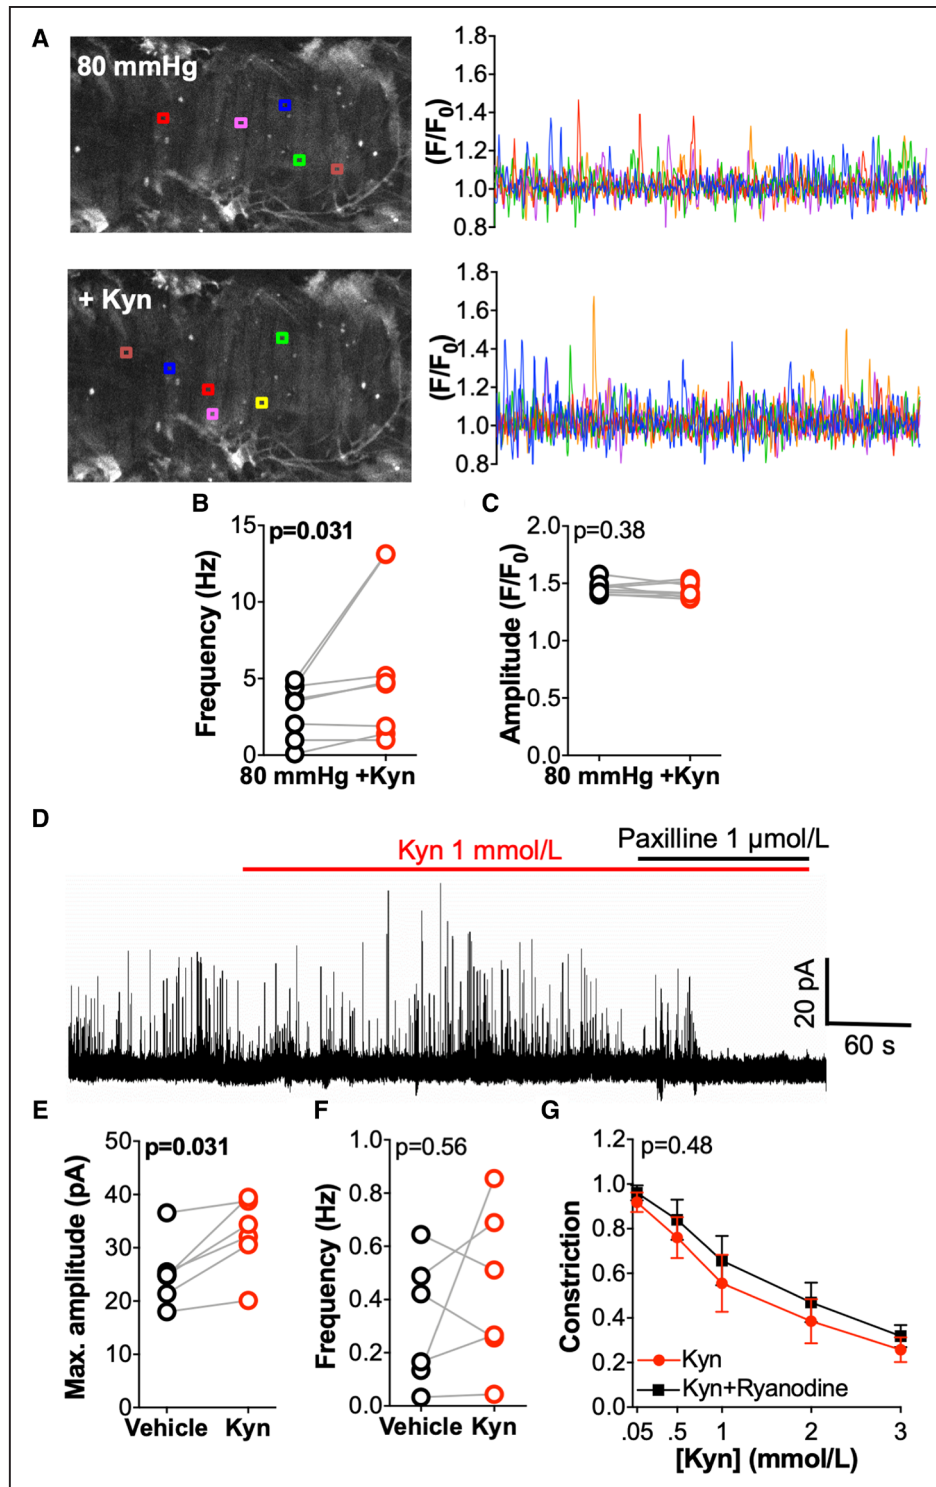 A
80 mmHg
(F/F0)
1.8
1.6
1.4
1.2
1.0
0.8
+ Kyn
(F/F0)
1.8
1.6
1.4
1.2
1.0
0.8
B
p=0.031
Frequency (Hz)
15
10
5
0
80 mmHg +Kyn
C
p=0.38
Amplitude (F/F0)
2.0
1.5
1.0
0.5
0.0
80 mmHg +Kyn
D
Kyn 1 mmol/L
Paxilline 1 µmol/L
20 pA
60 s
E
p=0.031
Max. amplitude (pA)
50
40
30
20
10
0
Vehicle Kyn
F
p=0.56
Frequency (Hz)
1.0
0.8
0.6
0.4
0.2
0.0
Vehicle Kyn
G
p=0.48
Constriction
1.2
1.0
0.8
0.6
0.4
0.2
0.0
Kyn
Kyn+Ryanodine
.05 .5 1 2 3
[Kyn] (mmol/L)